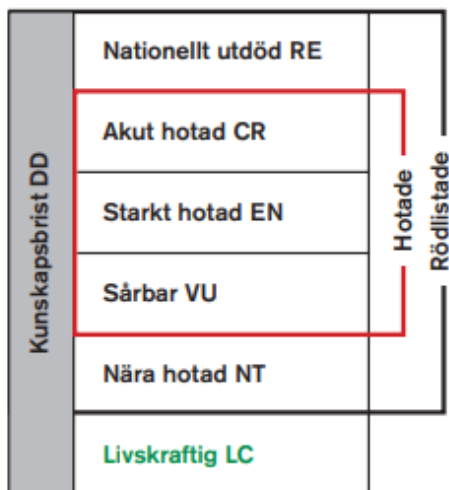 Kunskapsbrist DD
Nationellt utdöd RE
Akut hotad CR
Starkt hotad EN
Sårbar VU
Nära hotad NT
Livskraftig LC
Hotade
Rödlistade